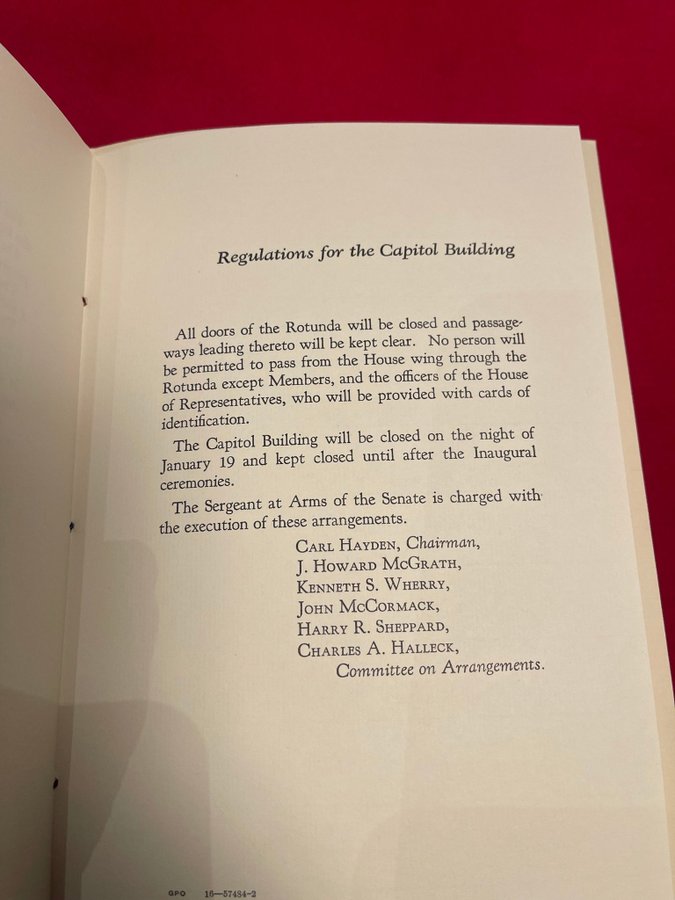 Regulations for the Capitol Building
All doors of the Rotunda will be closed and passage-
ways leading thereto will be kept clear. No person will
be permitted to pass from the House wing through the
Rotunda except Members, and the officers of the House
of Representatives, who will be provided with cards of
identification.
The Capitol Building will be closed on the night of
January 19 and kept closed until after the Inaugural
ceremonies.
The Sergeant at Arms of the Senate is charged with
the execution of these arrangements.
Carl Hayden, Chairman,
J. Howard McGrath,
Kenneth S. Wherry,
John McCormack,
Harry R. Sheppard,
Charles A. Halleck,
Committee on Arrangements.
GPO 16—57484-2